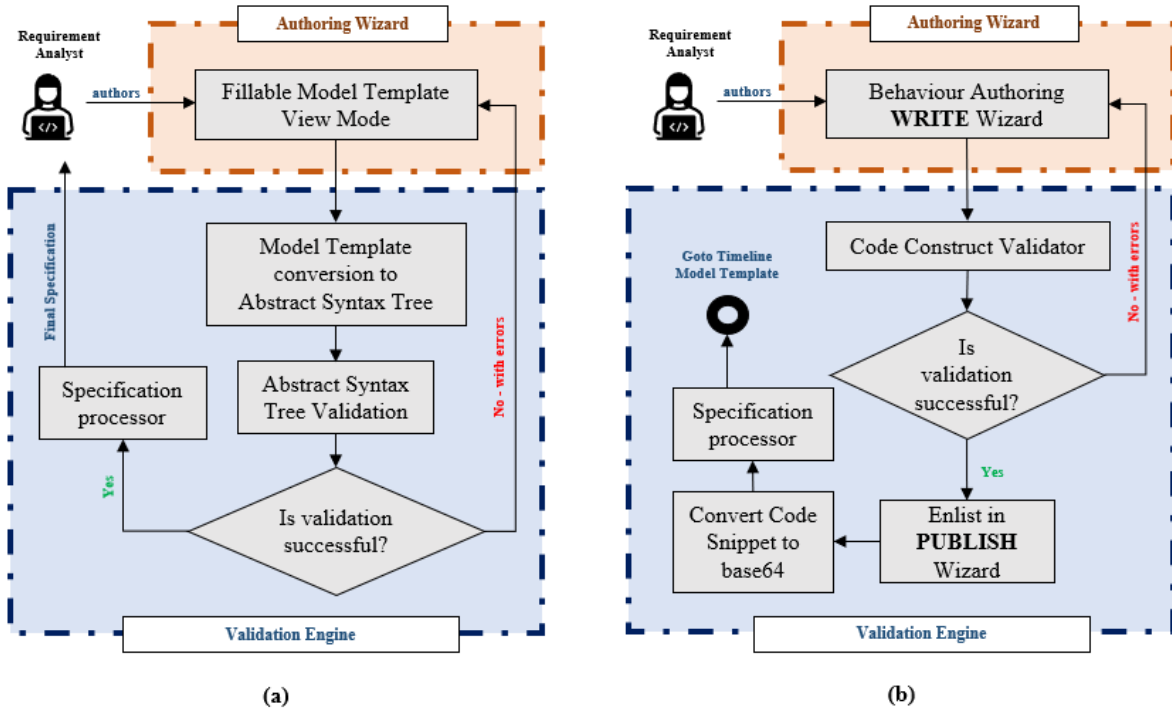 Authoring Wizard
Requirement
Analyst
authors
Fillable Model Template
View Mode
Model Template
conversion to
Abstract Syntax Tree
Final Specification
No - with errors
Specification
processor
Abstract Syntax
Tree Validation
Yes
Is validation
successful?
Validation Engine
(a)
Authoring Wizard
Requirement
Analyst
authors
Behaviour Authoring
WRITE Wizard
Code Construct Validator
Goto Timeline
Model Template
No - with errors
Is
validation
successful?
Specification
processor
Yes
Convert Code
Snippet to
base64
Enlist in
PUBLISH
Wizard
Validation Engine
(b)